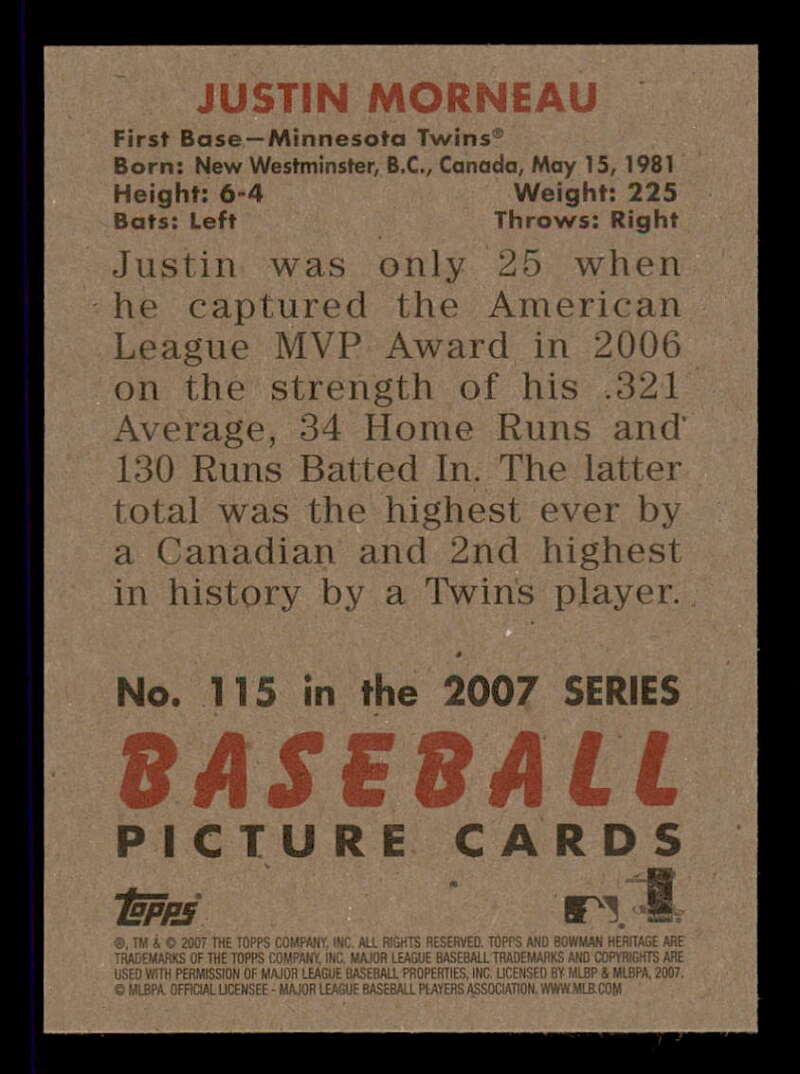 JUSTIN MORNEAU
First Base—Minnesota Twins®
Born: New Westminster, B.C., Canada, May 15, 1981
Height: 6-4 Weight: 225
Bats: Left Throws: Right
Justin was only 25 when
he captured the American
League MVP Award in 2006
on the strength of his .321
Average, 34 Home Runs and
130 Runs Batted In. The latter
total was the highest ever by
a Canadian and 2nd highest
in history by a Twins player.
No. 115 in the 2007 SERIES
BASEBALL
PICTURE CARDS
Topps
®, TM & © 2007 THE TOPPS COMPANY, INC. ALL RIGHTS RESERVED. TOPPS AND BOWMAN HERITAGE ARE
TRADEMARKS OF THE TOPPS COMPANY, INC. MAJOR LEAGUE BASEBALL TRADEMARKS AND COPYRIGHTS ARE
USED WITH PERMISSION OF MAJOR LEAGUE BASEBALL PROPERTIES, INC. LICENSED BY MLBP & MLBPA, 2007.
© MLBPA. OFFICIAL LICENSEE - MAJOR LEAGUE BASEBALL PLAYERS ASSOCIATION. WWW.MLB.COM